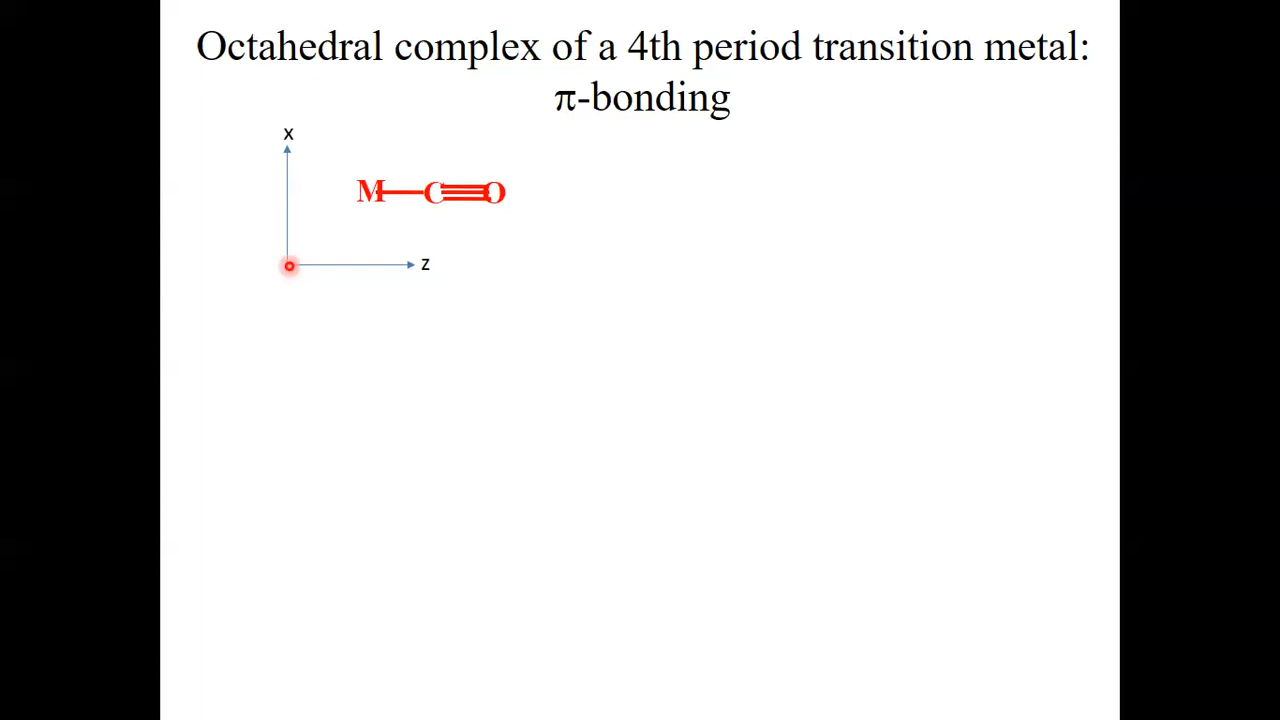 Octahedral complex of a 4th period transition metal:
π-bonding
x
M—C≡O
z